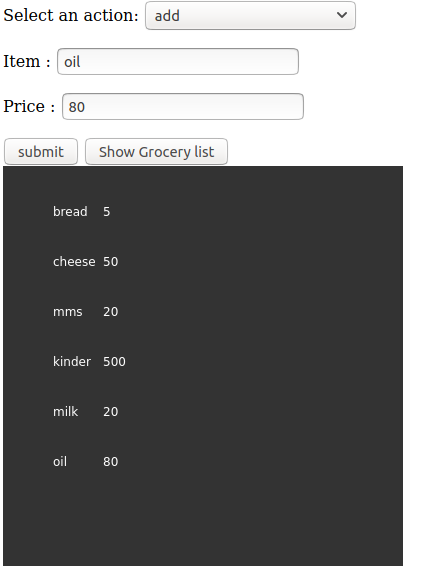 Select an action: add
Item : oil
Price : 80
submit Show Grocery list
bread 5
cheese 50
mms 20
kinder 500
milk 20
oil 80